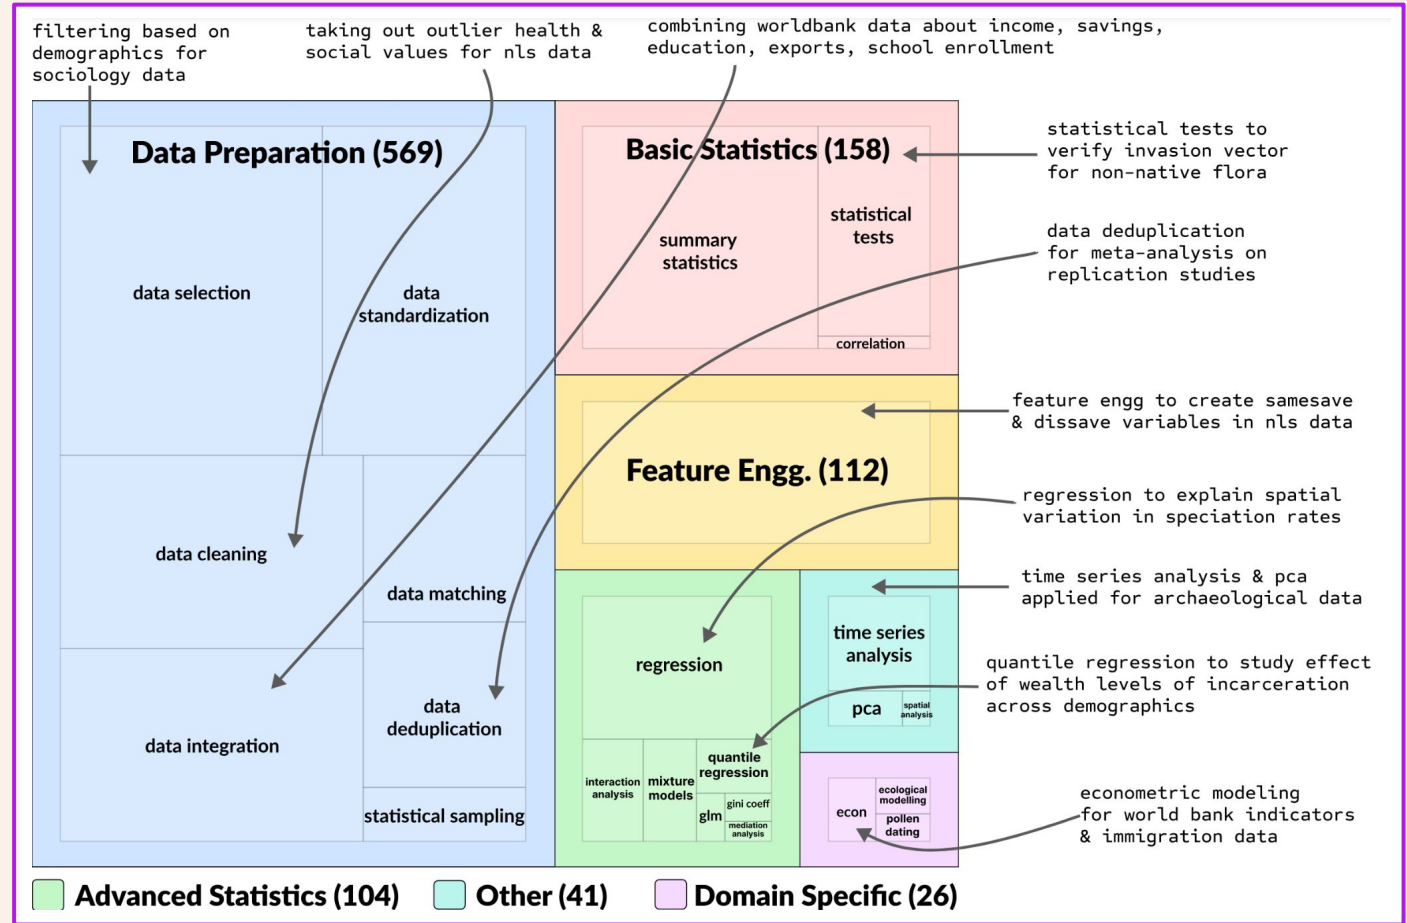 filtering based on
demographics for
sociology data
taking out outlier health &
social values for nls data
combining worldbank data about income, savings,
education, exports, school enrollment
Data Preparation (569)
data selection
data
standardization
data cleaning
data matching
data integration
data
deduplication
statistical sampling
Basic Statistics (158)
summary
statistics
statistical
tests
correlation
Feature Engg. (112)
regression
interaction
analysis
mixture
models
quantile
regression
glm
gini coeff
mediation
analysis
time series
analysis
pca
spatial
analysis
econ
ecological
modelling
pollen
dating
statistical tests to
verify invasion vector
for non-native flora
data deduplication
for meta-analysis on
replication studies
feature engg to create samesave
& dissave variables in nls data
regression to explain spatial
variation in speciation rates
time series analysis & pca
applied for archaeological data
quantile regression to study effect
of wealth levels of incarceration
across demographics
econometric modeling
for world bank indicators
& immigration data
Advanced Statistics (104)
Other (41)
Domain Specific (26)